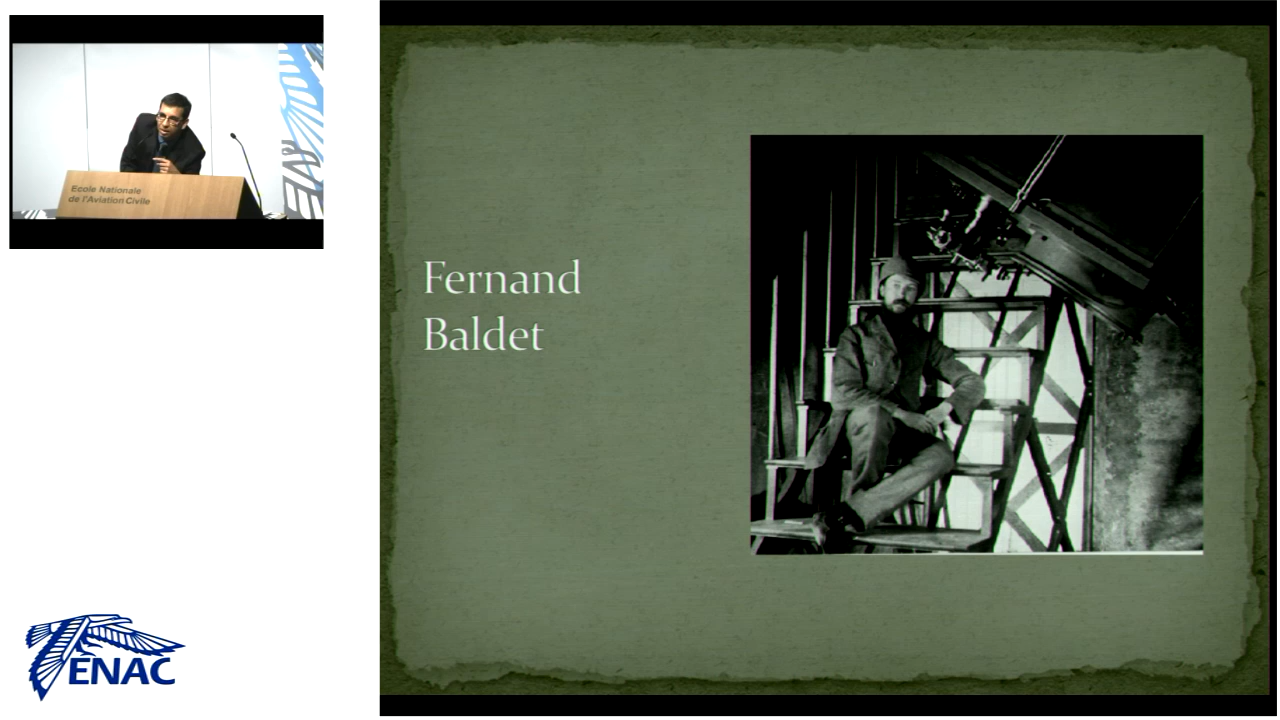 Ecole Nationale
de l'Aviation Civile
Fernand
Baldet
ENAC